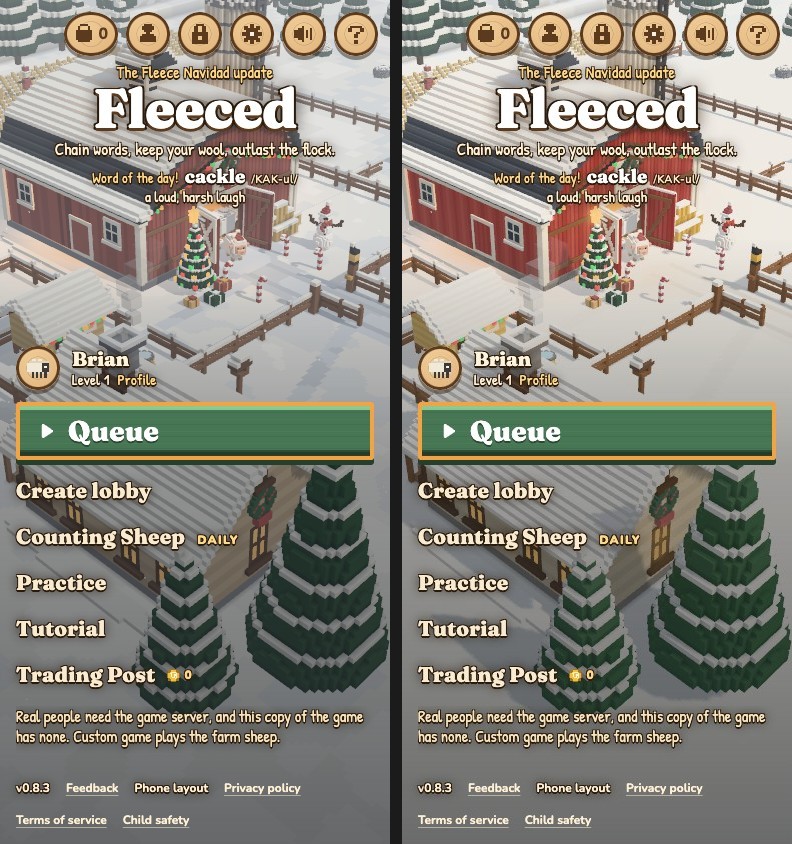 0
The Fleece Navidad update
Fleeced
Chain words, keep your wool, outlast the flock.
Word of the day! cackle /KAK-ul/
a loud, harsh laugh
Brian
Level 1 Profile
Queue
Create lobby
Counting Sheep DAILY
Practice
Tutorial
Trading Post 0
Real people need the game server, and this copy of the game
has none. Custom game plays the farm sheep.
v0.8.3 Feedback Phone layout Privacy policy
Terms of service Child safety
0
The Fleece Navidad update
Fleeced
Chain words, keep your wool, outlast the flock.
Word of the day! cackle /KAK-ul/
a loud, harsh laugh
Brian
Level 1 Profile
Queue
Create lobby
Counting Sheep DAILY
Practice
Tutorial
Trading Post 0
Real people need the game server, and this copy of the game
has none. Custom game plays the farm sheep.
v0.8.3 Feedback Phone layout Privacy policy
Terms of service Child safety